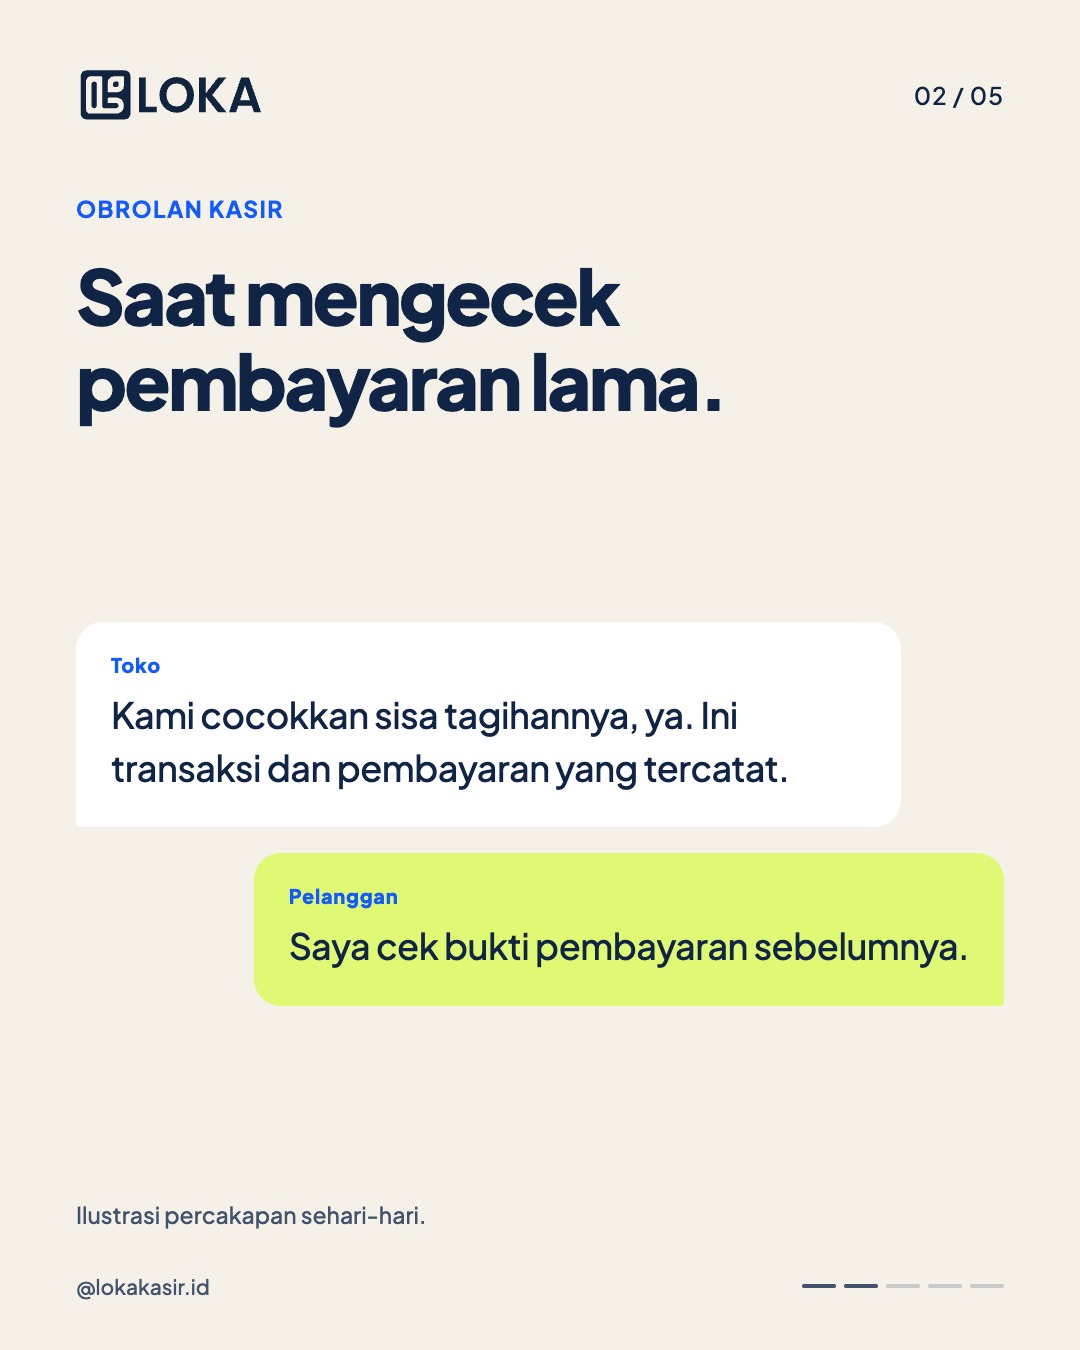 LOKA
02 / 05
OBROLAN KASIR
Saat mengecek
pembayaran lama.
Toko
Kami cocokkan sisa tagihannya, ya. Ini
transaksi dan pembayaran yang tercatat.
Pelanggan
Saya cek bukti pembayaran sebelumnya.
Ilustrasi percakapan sehari-hari.
@lokakasir.id